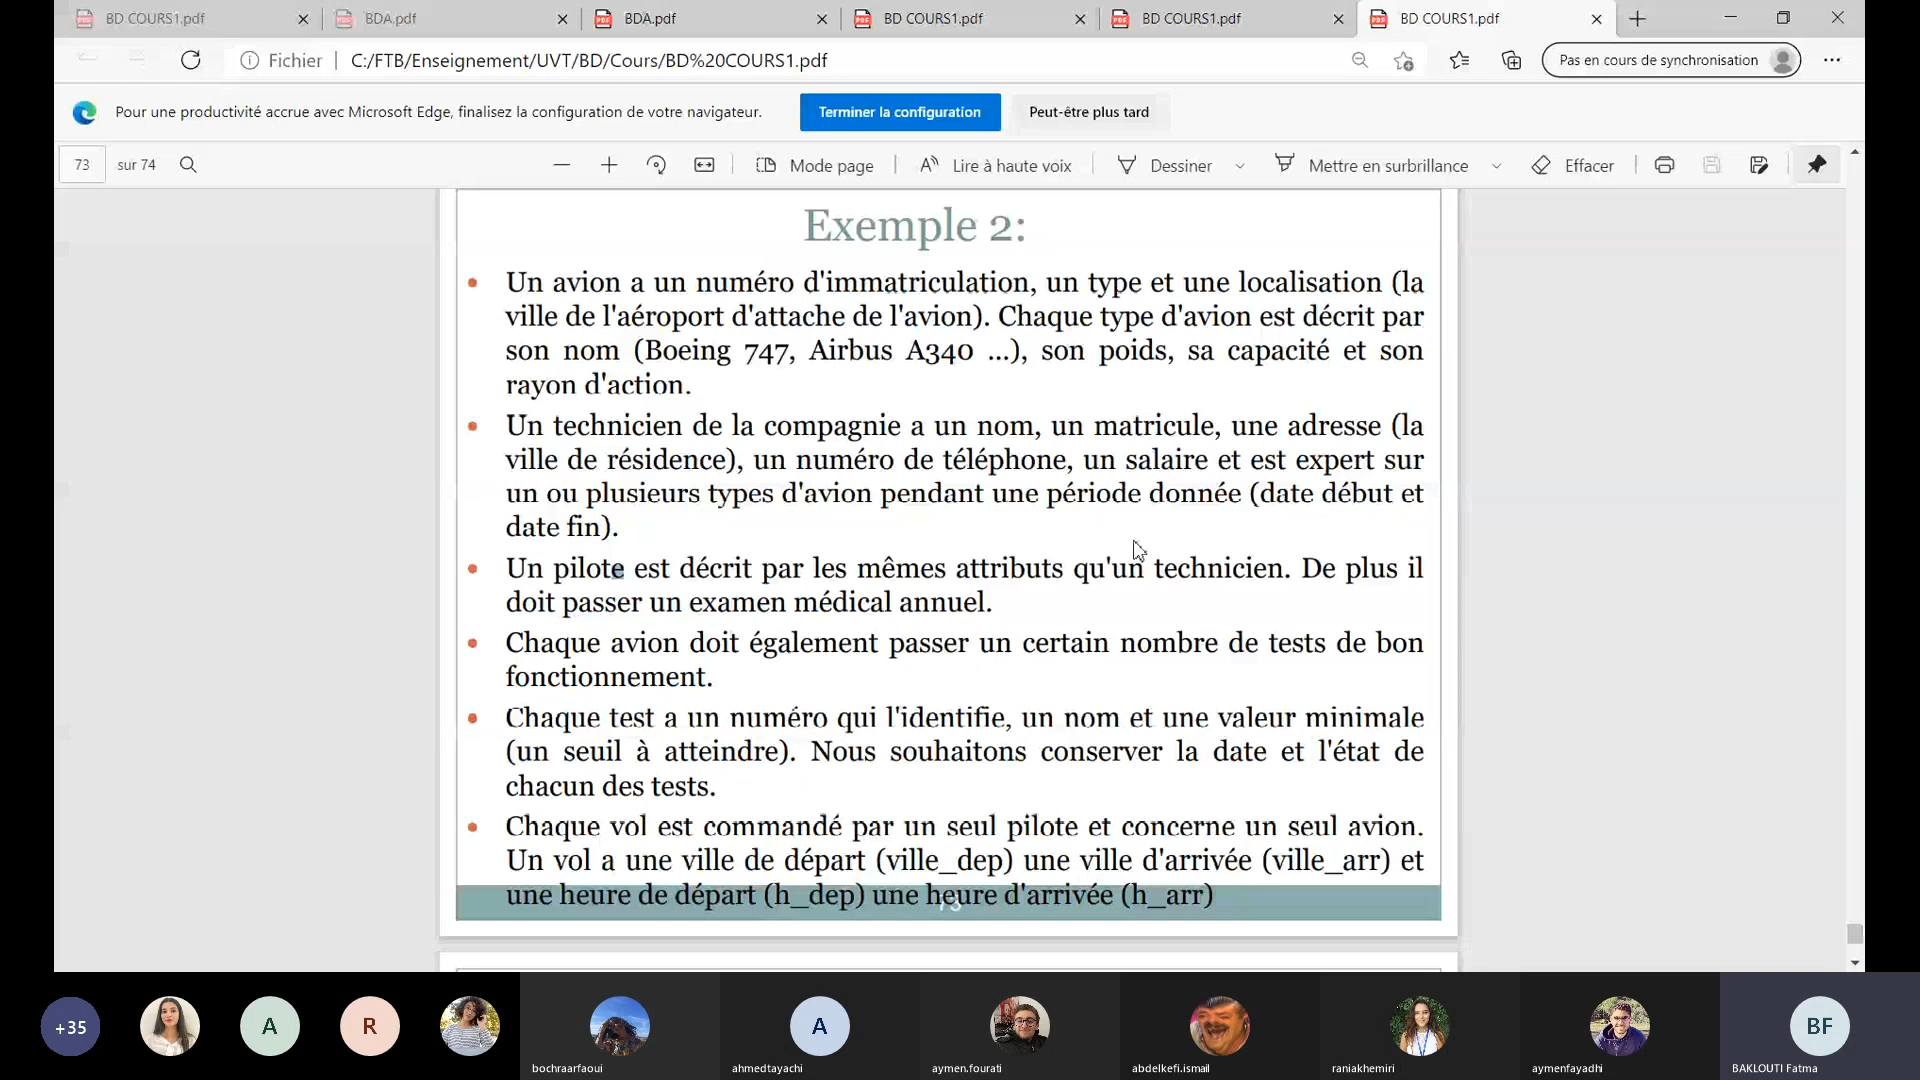 BD COURS1.pdf
BDA.pdf
BDA.pdf
BD COURS1.pdf
BD COURS1.pdf
BD COURS1.pdf
Fichier
C:/FTB/Enseignement/UVT/BD/Cours/BD%20COURS1.pdf
Pas en cours de synchronisation
Pour une productivité accrue avec Microsoft Edge, finalisez la configuration de votre navigateur.
Terminer la configuration
Peut-être plus tard
73 sur 74
Mode page
Lire à haute voix
Dessiner
Mettre en surbrillance
Effacer
Exemple 2:
• Un avion a un numéro d'immatriculation, un type et une localisation (la
ville de l'aéroport d'attache de l'avion). Chaque type d'avion est décrit par
son nom (Boeing 747, Airbus A340 ...), son poids, sa capacité et son
rayon d'action.
• Un technicien de la compagnie a un nom, un matricule, une adresse (la
ville de résidence), un numéro de téléphone, un salaire et est expert sur
un ou plusieurs types d'avion pendant une période donnée (date début et
date fin).
• Un pilote est décrit par les mêmes attributs qu'un technicien. De plus il
doit passer un examen médical annuel.
• Chaque avion doit également passer un certain nombre de tests de bon
fonctionnement.
• Chaque test a un numéro qui l'identifie, un nom et une valeur minimale
(un seuil à atteindre). Nous souhaitons conserver la date et l'état de
chacun des tests.
• Chaque vol est commandé par un seul pilote et concerne un seul avion.
Un vol a une ville de départ (ville_dep) une ville d'arrivée (ville_arr) et
une heure de départ (h_dep) une heure d'arrivée (h_arr)
73
+35
A
R
A
BF
bochraarfaoui
ahmedtayachi
aymen.fourati
abdelkefi.ismail
raniakhemiri
aymenfayadhi
BAKLOUTI Fatma